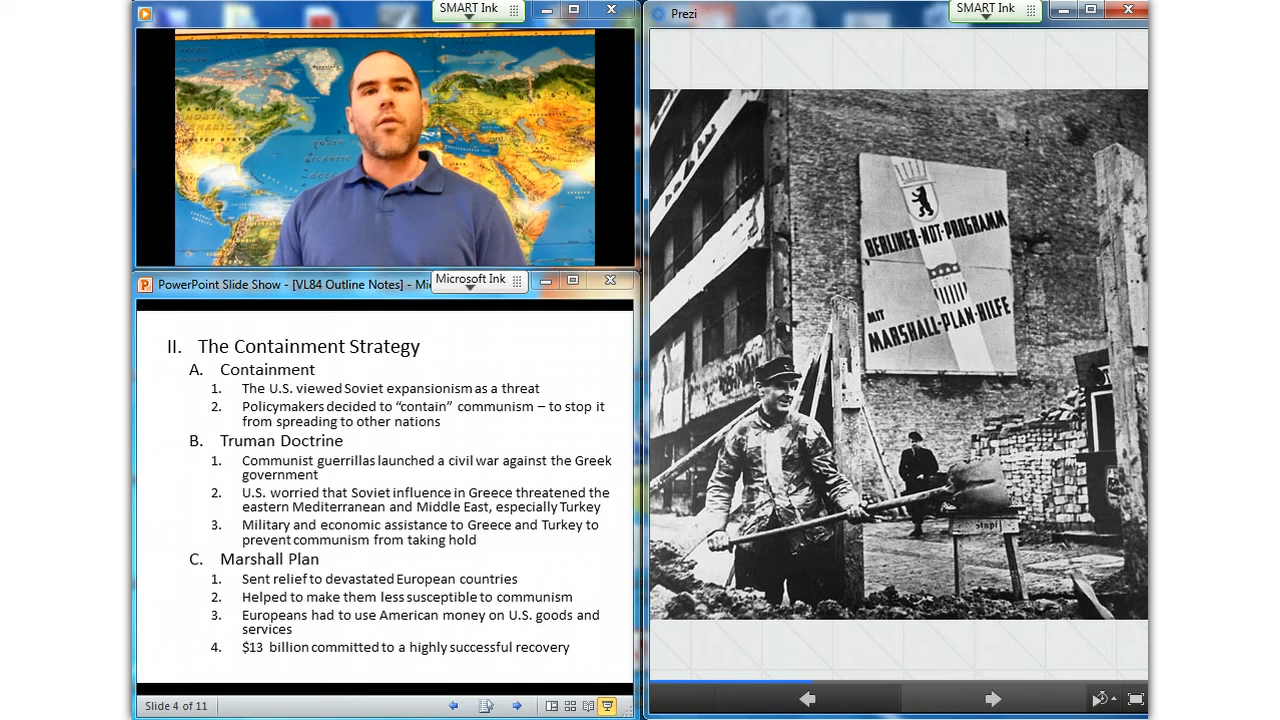 SMART Ink
SMART Ink
Prezi
BERLINER-NOT-PROGRAMM
MIT
MARSHALL-PLAN-HILFE
PowerPoint Slide Show - [VL84 Outline Notes] - Mi
Microsoft Ink
II. The Containment Strategy
A. Containment
1. The U.S. viewed Soviet expansionism as a threat
2. Policymakers decided to “contain” communism – to stop it
from spreading to other nations
B. Truman Doctrine
1. Communist guerrillas launched a civil war against the Greek
government
2. U.S. worried that Soviet influence in Greece threatened the
eastern Mediterranean and Middle East, especially Turkey
3. Military and economic assistance to Greece and Turkey to
prevent communism from taking hold
C. Marshall Plan
1. Sent relief to devastated European countries
2. Helped to make them less susceptible to communism
3. Europeans had to use American money on U.S. goods and
services
4. $13 billion committed to a highly successful recovery
Slide 4 of 11